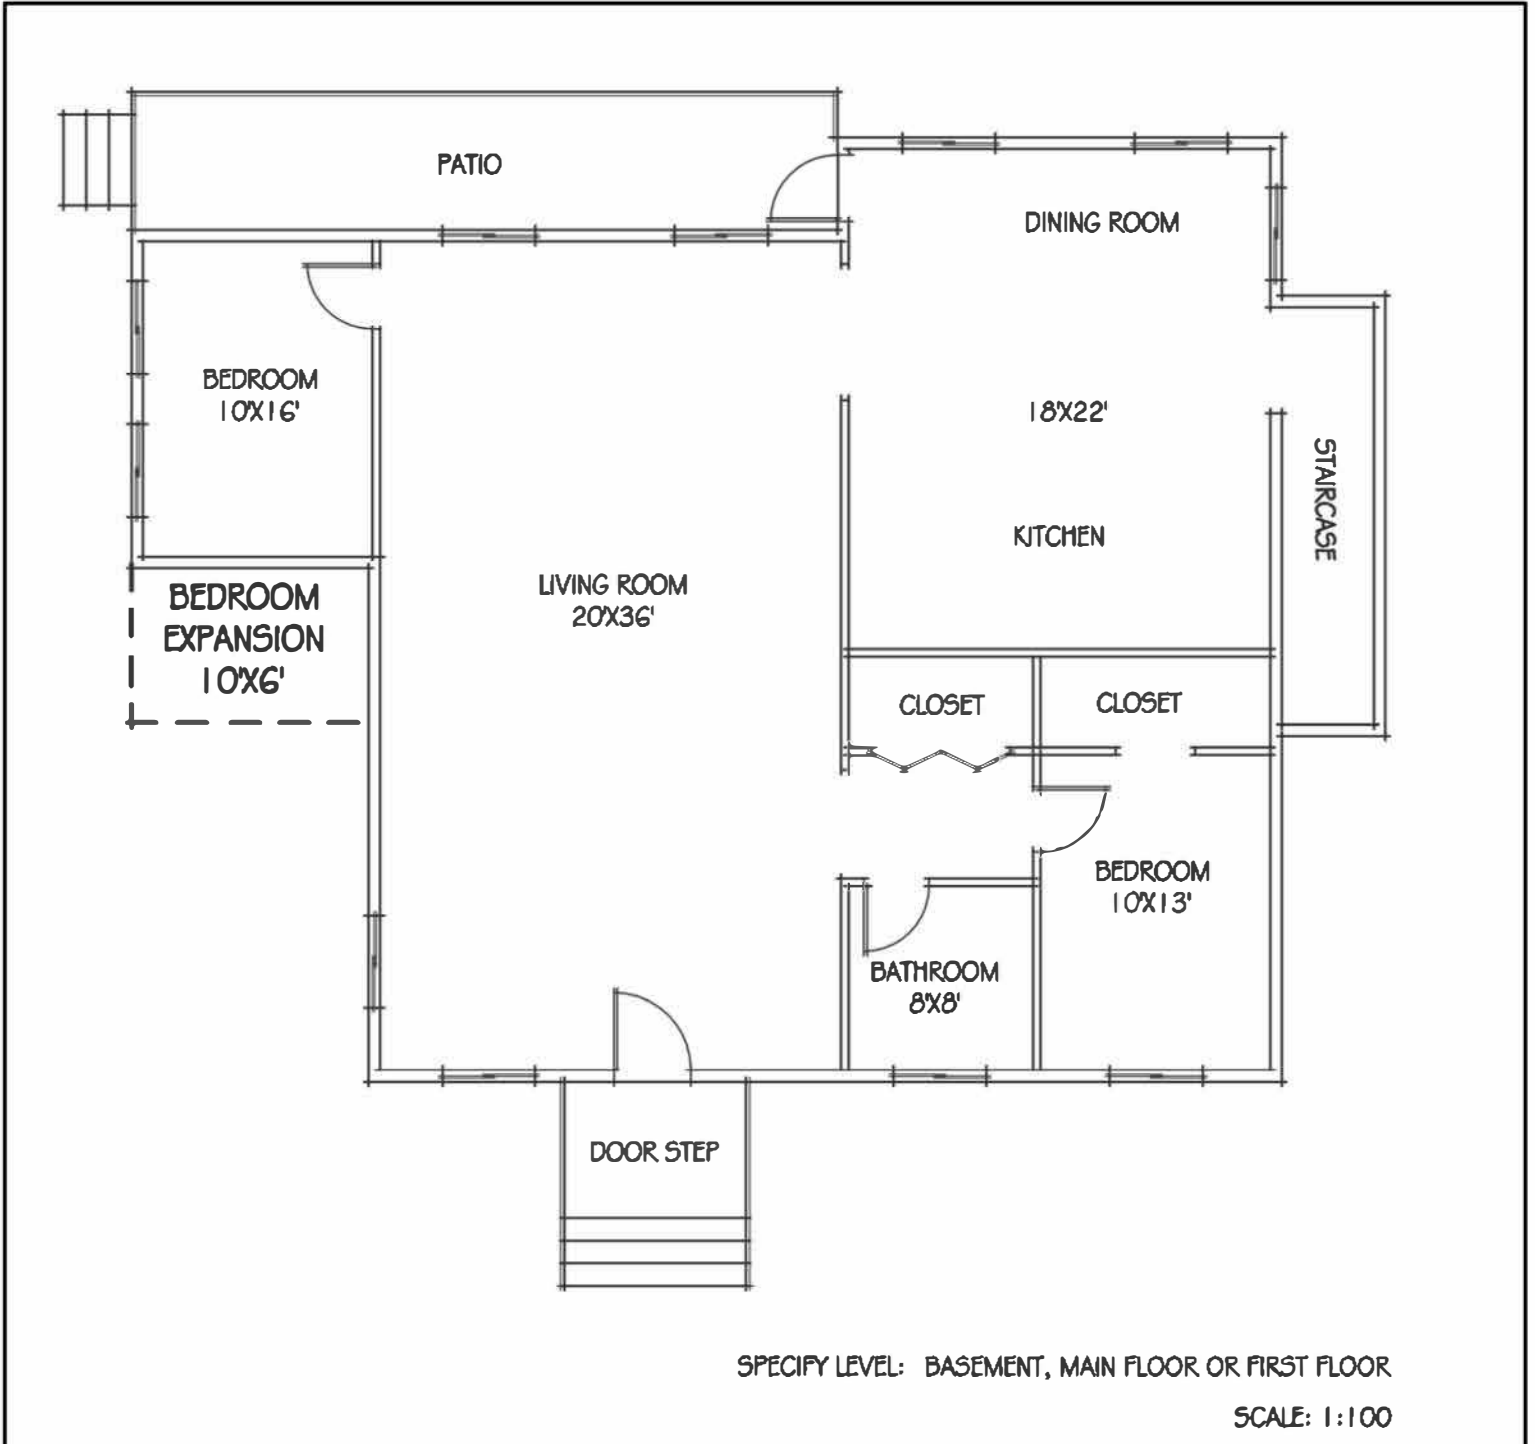 PATIO
DINING ROOM
BEDROOM
10'X16'
18'X22'
STAIRCASE
KITCHEN
LIVING ROOM
20'X36'
BEDROOM
EXPANSION
10'X6'
CLOSET
CLOSET
BEDROOM
10'X13'
BATHROOM
8'X8'
DOOR STEP
SPECIFY LEVEL: BASEMENT, MAIN FLOOR OR FIRST FLOOR
SCALE: 1:100